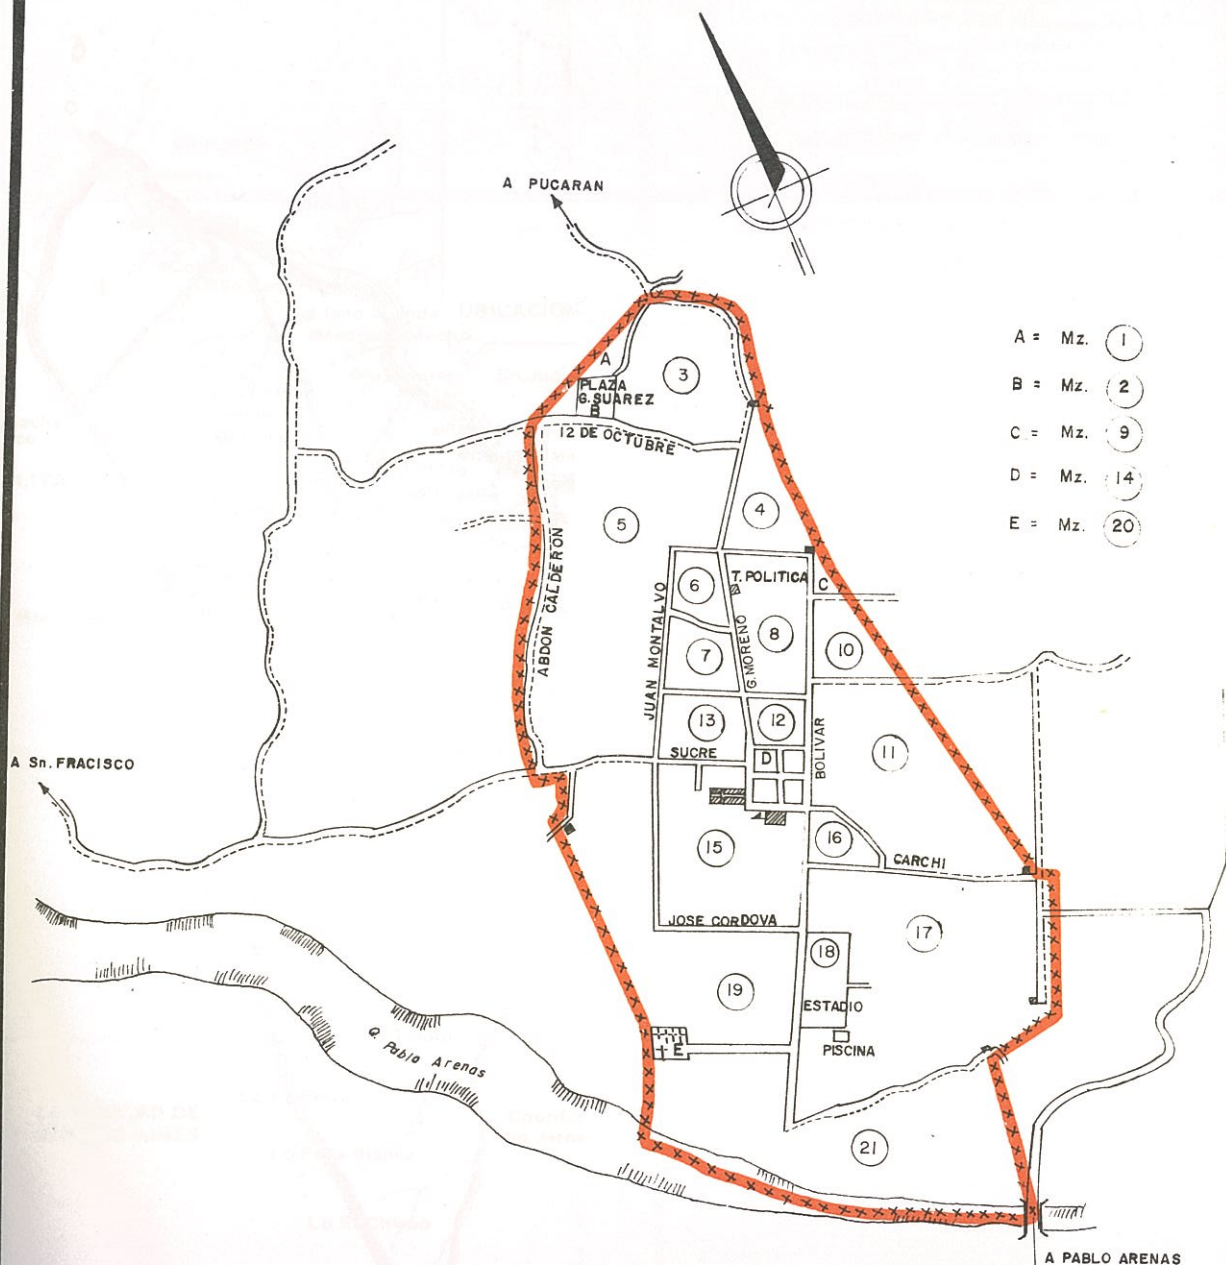 A PUCARAN
A = Mz. 1
B = Mz. 2
C = Mz. 9
D = Mz. 14
E = Mz. 20
UBICACION
A
3
PLAZA
G. SUAREZ
B
12 DE OCTUBRE
4
5
ABDON CALDERON
6
T. POLITICA
C
JUAN MONTALVO
G. MORENO
8
7
10
13
12
BOLIVAR
11
SUCRE
D
A Sn. FRACISCO
15
16
CARCHI
JOSE CORDOVA
17
18
19
ESTADIO
PISCINA
E
Q. Pablo Arenas
21
A PABLO ARENAS